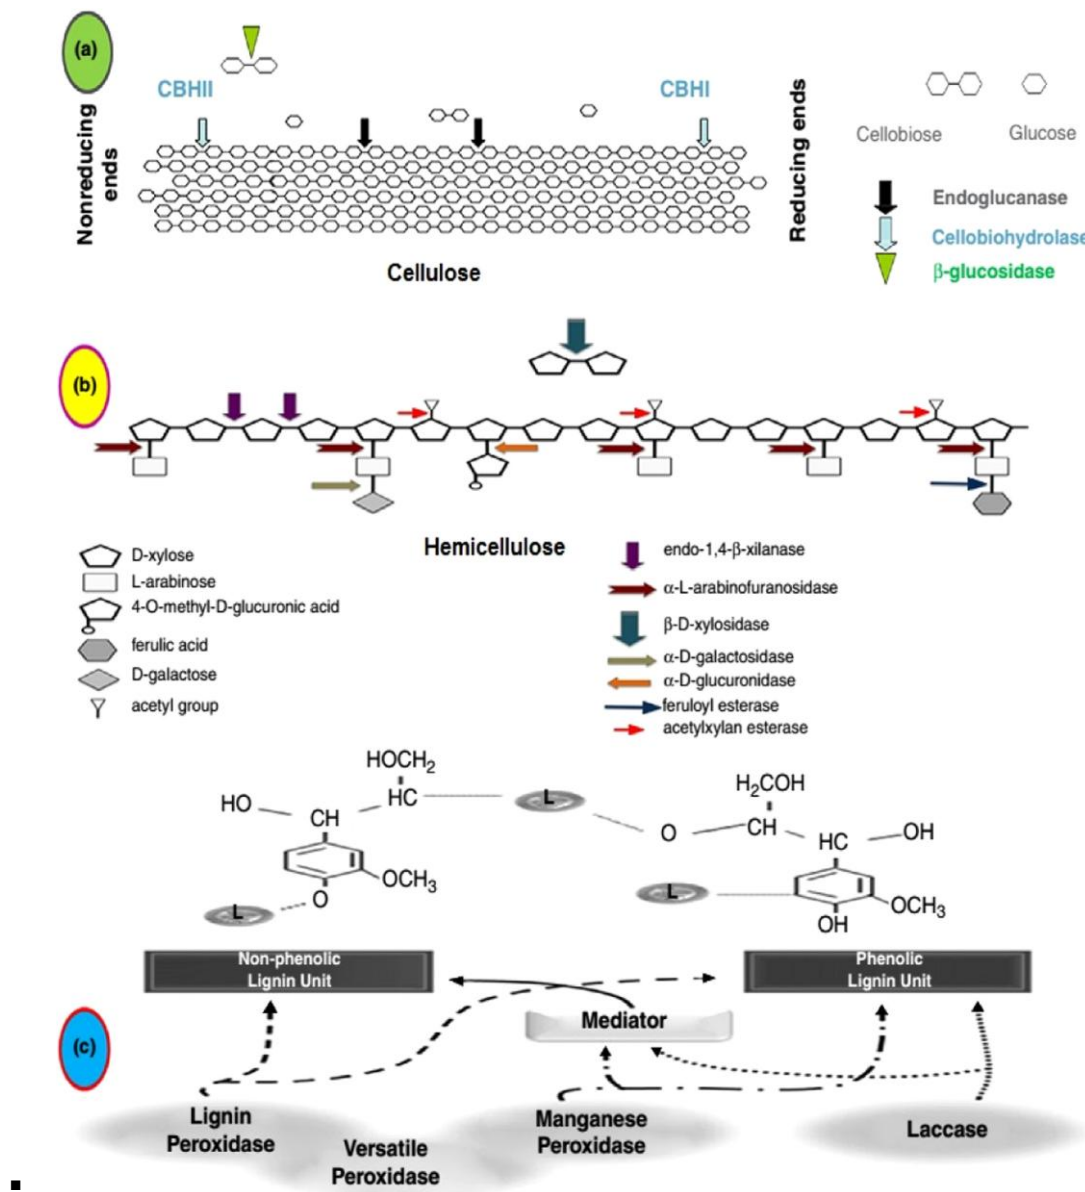 (a)
CBHII
CBHI
Nonreducing
ends
Reducing ends
Cellobiose
Glucose
Endoglucanase
Cellobiohydrolase
β-glucosidase
Cellulose
(b)
Hemicellulose
D-xylose
L-arabinose
4-O-methyl-D-glucuronic acid
ferulic acid
D-galactose
acetyl group
endo-1,4-β-xilanase
α-L-arabinofuranosidase
β-D-xylosidase
α-D-galactosidase
α-D-glucuronidase
feruloyl esterase
acetylxylan esterase
HOCH₂
HO
HC
CH
L
OCH₃
O
L
H₂COH
O
CH
HC
OH
L
OCH₃
OH
Non-phenolic
Lignin Unit
Phenolic
Lignin Unit
Mediator
(c)
Lignin
Peroxidase
Versatile
Peroxidase
Manganese
Peroxidase
Laccase